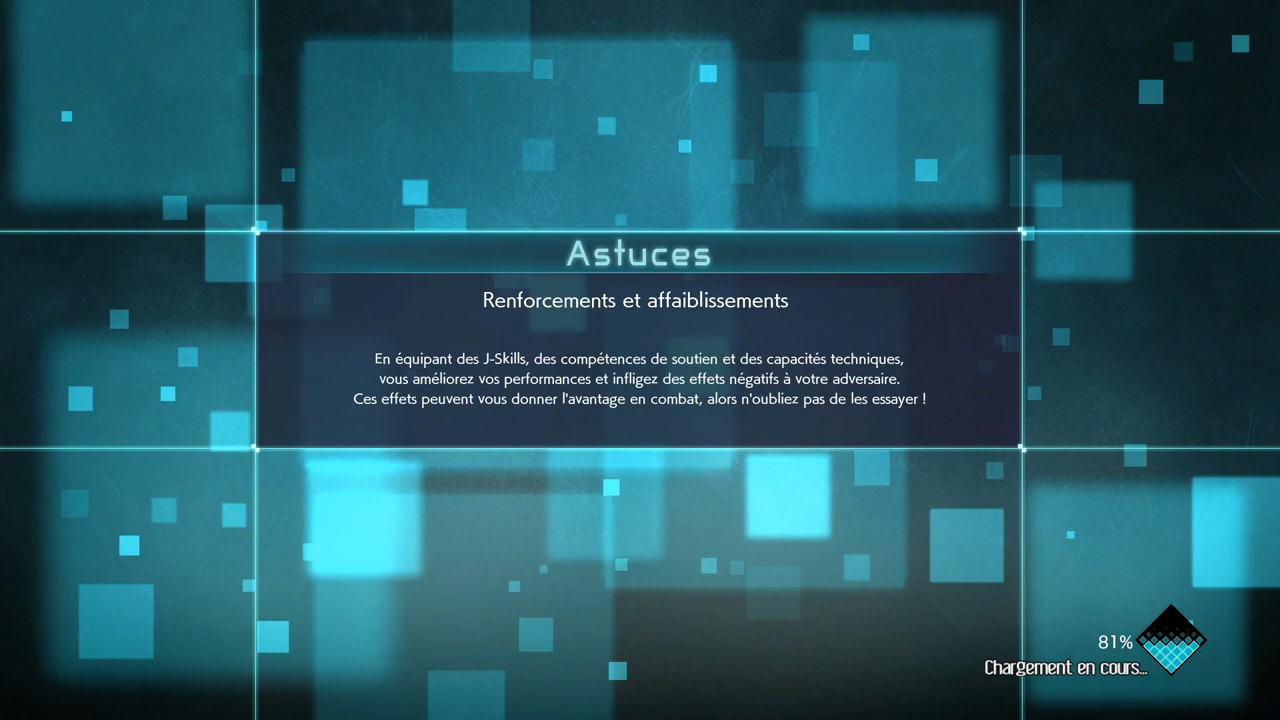 Astuces
Renforcements et affaiblissements
En équipant des J-Skills, des compétences de soutien et des capacités techniques,
vous améliorez vos performances et infligez des effets négatifs à votre adversaire.
Ces effets peuvent vous donner l'avantage en combat, alors n'oubliez pas de les essayer !
81%
Chargement en cours...